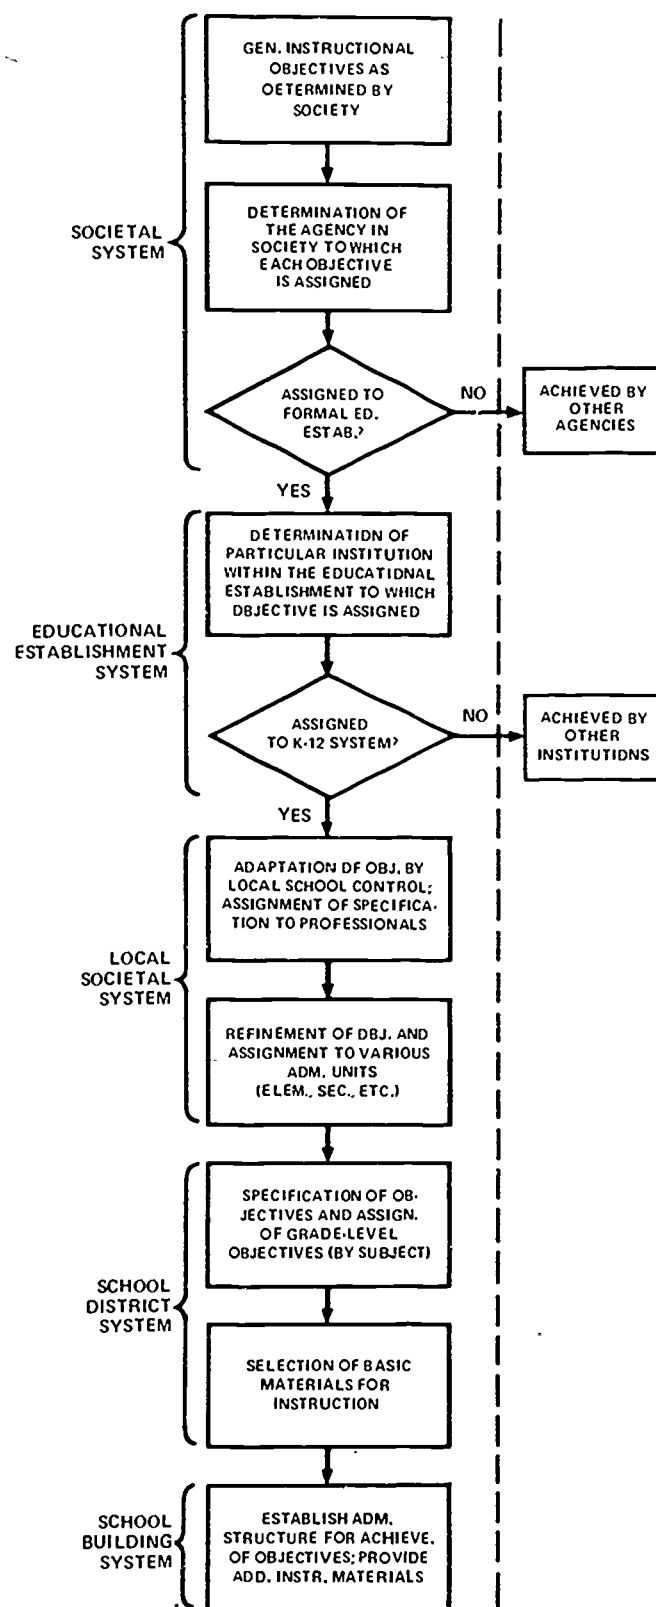 GEN. INSTRUCTIONAL
OBJECTIVES AS
OETERMINED BY
SOCIETY
SOCIETAL
SYSTEM
DETERMINATION OF
THE AGENCY IN
SOCIETY TO WHICH
EACH OBJECTIVE
IS ASSIGNED
ASSIGNED TO
FORMAL ED.
ESTAB.?
NO
ACHIEVED BY
OTHER
AGENCIES
YES
EDUCATIONAL
ESTABLISHMENT
SYSTEM
DETERMINATIDN OF
PARTICULAR INSTITUTION
WITHIN THE EDUCATIDNAL
ESTABLISHMENT TO WHICH
DBJECTIVE IS ASSIGNED
ASSIGNED
TO K-12 SYSTEM?
NO
ACHIEVED BY
OTHER
INSTITUTIDNS
YES
LOCAL
SOCIETAL
SYSTEM
ADAPTATION DF OBJ. BY
LOCAL SCHOOL CONTROL;
ASSIGNMENT OF SPECIFICA-
TION TO PROFESSIONALS
REFINEMENT OF DBJ. AND
ASSIGNMENT TO VARIOUS
ADM. UNITS
(ELEM., SEC., ETC.)
SCHOOL
DISTRICT
SYSTEM
SPECIFICATION OF OB-
JECTIVES AND ASSIGN.
OF GRADE-LEVEL
OBJECTIVES (BY SUBJECT)
SELECTION OF BASIC
MATERIALS FOR
INSTRUCTION
SCHOOL
BUILDING
SYSTEM
ESTABLISH ADM.
STRUCTURE FOR ACHIEVE.
OF OBJECTIVES; PROVIDE
ADD. INSTR. MATERIALS